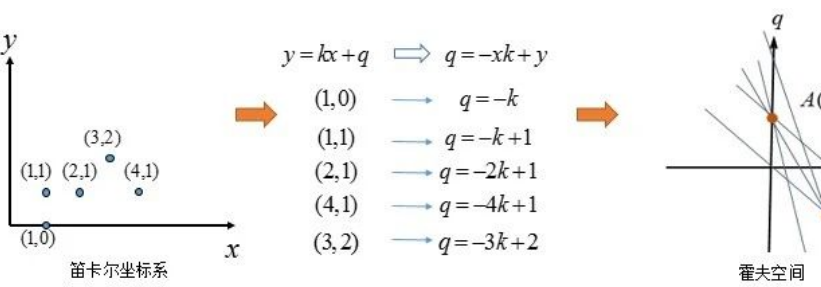 y
(3,2)
(1,1) (2,1) (4,1)
(1,0)
x
笛卡尔坐标系
y=kx+q q=-xk+y
(1,0) q=-k
(1,1) q=-k+1
(2,1) q=-2k+1
(4,1) q=-4k+1
(3,2) q=-3k+2
q
A(
霍夫空间